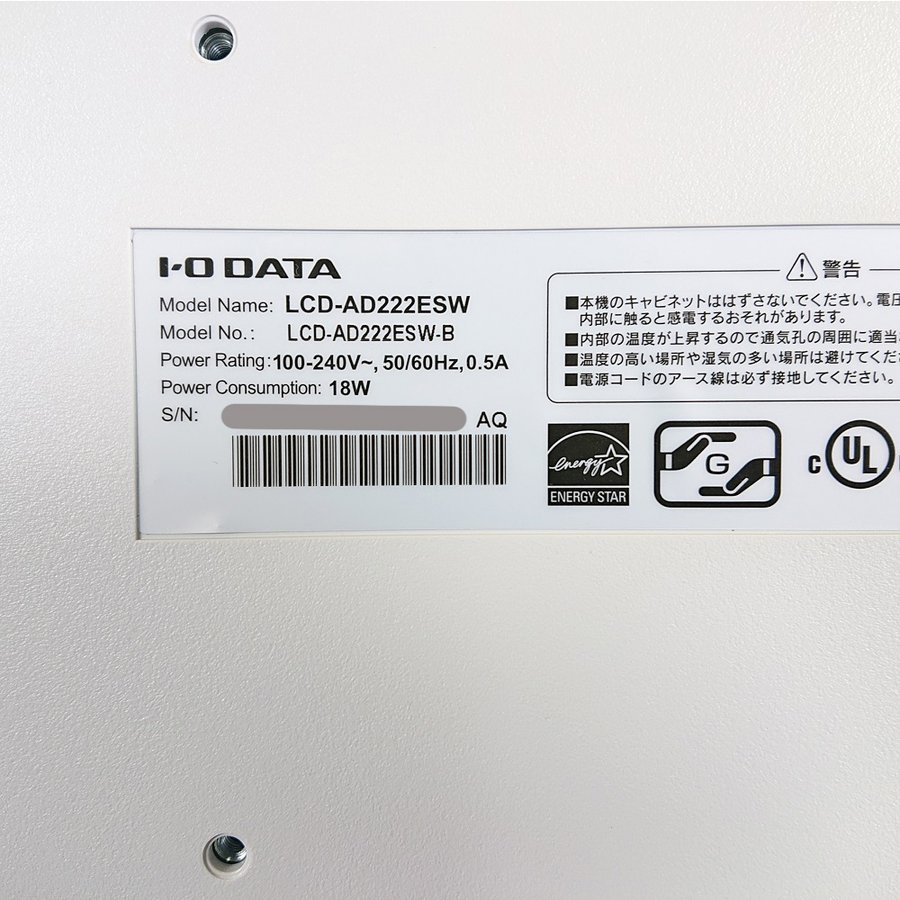 I-O DATA
Model Name: LCD-AD222ESW
Model No.: LCD-AD222ESW-B
Power Rating: 100-240V~, 50/60Hz, 0.5A
Power Consumption: 18W
S/N: AQ
警告
■本機のキャビネットははずさないでください。電圧
内部に触ると感電するおそれがあります。
■内部の温度が上昇するので通気孔の周囲に適当
■温度の高い場所や湿気の多い場所は避けてくだ
■電源コードのアース線は必ず接地してください。
energy
ENERGY STAR
G
c UL